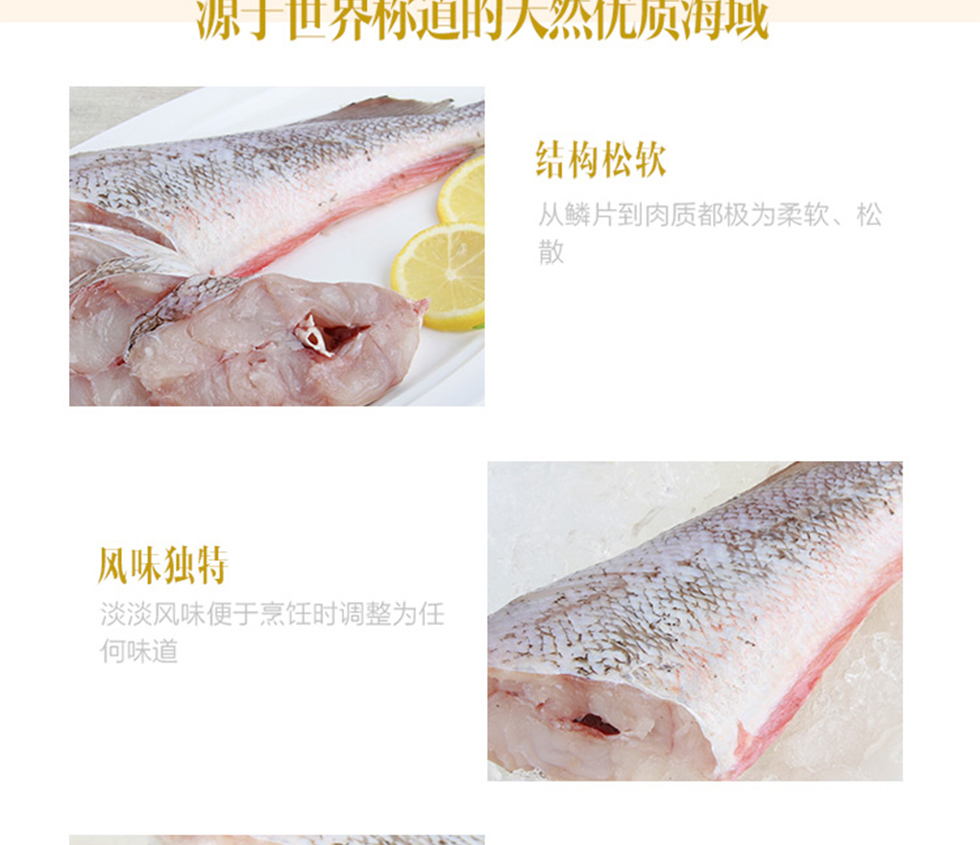 源于世界称道的天然优质海域
结构松软
从鳞片到肉质都极为柔软、松
散
风味独特
淡淡风味便于烹饪时调整为任
何味道